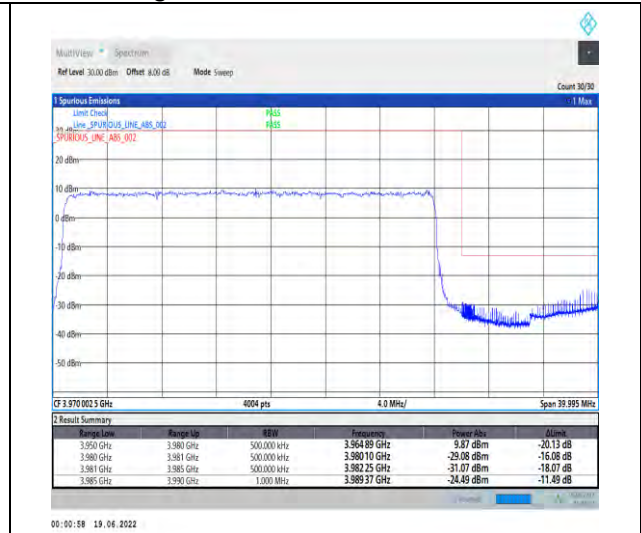 MultiView Spectrum
Ref Level 30.00 dBm Offset 8.00 dB Mode Sweep
Count 30/30
1 Spurious Emissions 1 Max
Limit Check PASS
Line _SPURIOUS_LINE_ABS_002 PASS
_SPURIOUS_LINE_ABS_002
20 dBm
10 dBm
0 dBm
-10 dBm
-20 dBm
-30 dBm
-40 dBm
-50 dBm
CF 3.970 002 5 GHz 4004 pts 4.0 MHz/ Span 39.995 MHz
2 Result Summary
Range Low Range Up RBW Frequency Power Abs ΔLimit
3.950 GHz 3.980 GHz 500.000 kHz 3.964 89 GHz 9.87 dBm -20.13 dB
3.980 GHz 3.981 GHz 500.000 kHz 3.980 10 GHz -29.08 dBm -16.08 dB
3.981 GHz 3.985 GHz 500.000 kHz 3.982 25 GHz -31.07 dBm -18.07 dB
3.985 GHz 3.990 GHz 1.000 MHz 3.989 37 GHz -24.49 dBm -11.49 dB
00:00:58 19.06.2022